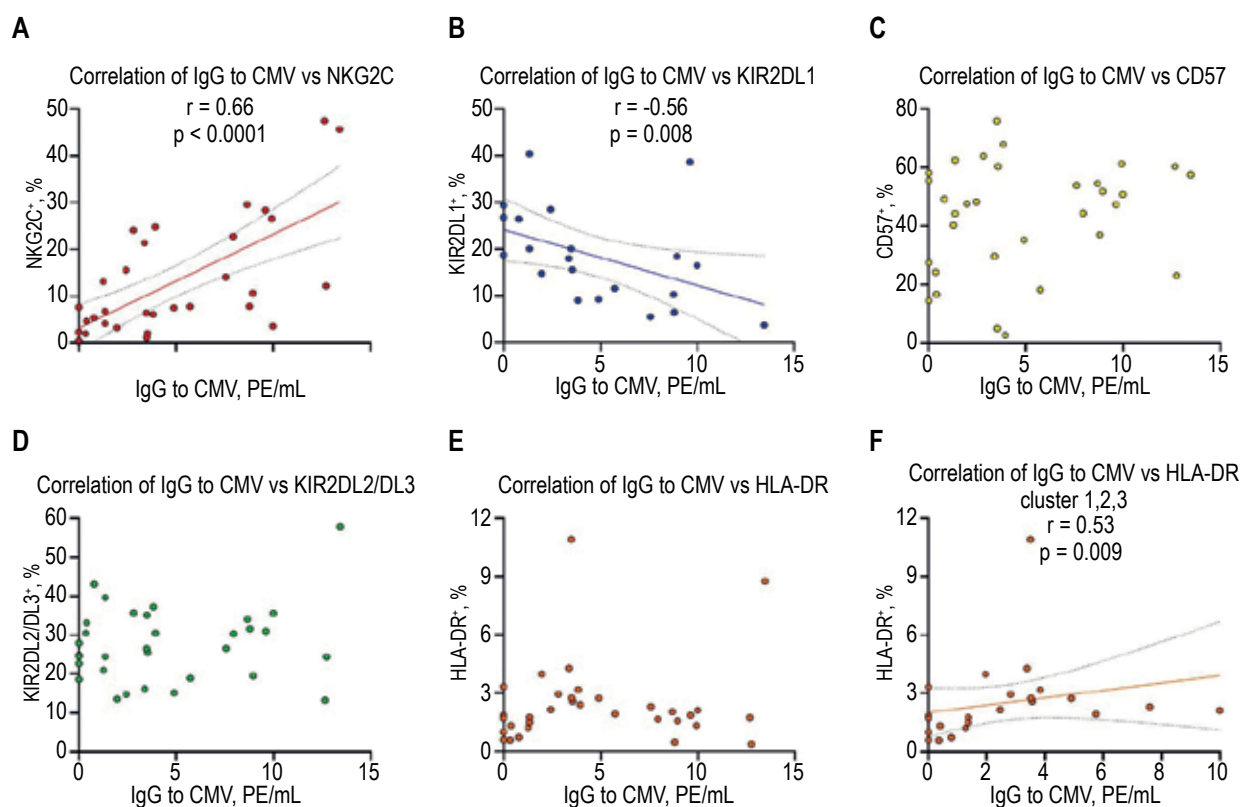 A
Correlation of IgG to CMV vs NKG2C
r = 0.66
p < 0.0001
50
40
30
20
10
0
NKG2C⁺, %
IgG to CMV, PE/mL
B
Correlation of IgG to CMV vs KIR2DL1
r = -0.56
p = 0.008
50
40
30
20
10
0
KIR2DL1⁺, %
0 5 10 15
IgG to CMV, PE/mL
C
Correlation of IgG to CMV vs CD57
80
60
40
20
0
CD57⁺, %
0 5 10 15
IgG to CMV, PE/mL
D
Correlation of IgG to CMV vs KIR2DL2/DL3
60
50
40
30
20
10
0
KIR2DL2/DL3⁺, %
0 5 10 15
IgG to CMV, PE/mL
E
Correlation of IgG to CMV vs HLA-DR
12
9
6
3
0
HLA-DR⁺, %
0 5 10 15
IgG to CMV, PE/mL
F
Correlation of IgG to CMV vs HLA-DR
cluster 1,2,3
r = 0.53
p = 0.009
12
9
6
3
0
HLA-DR⁺, %
0 2 4 6 8 10
IgG to CMV, PE/mL